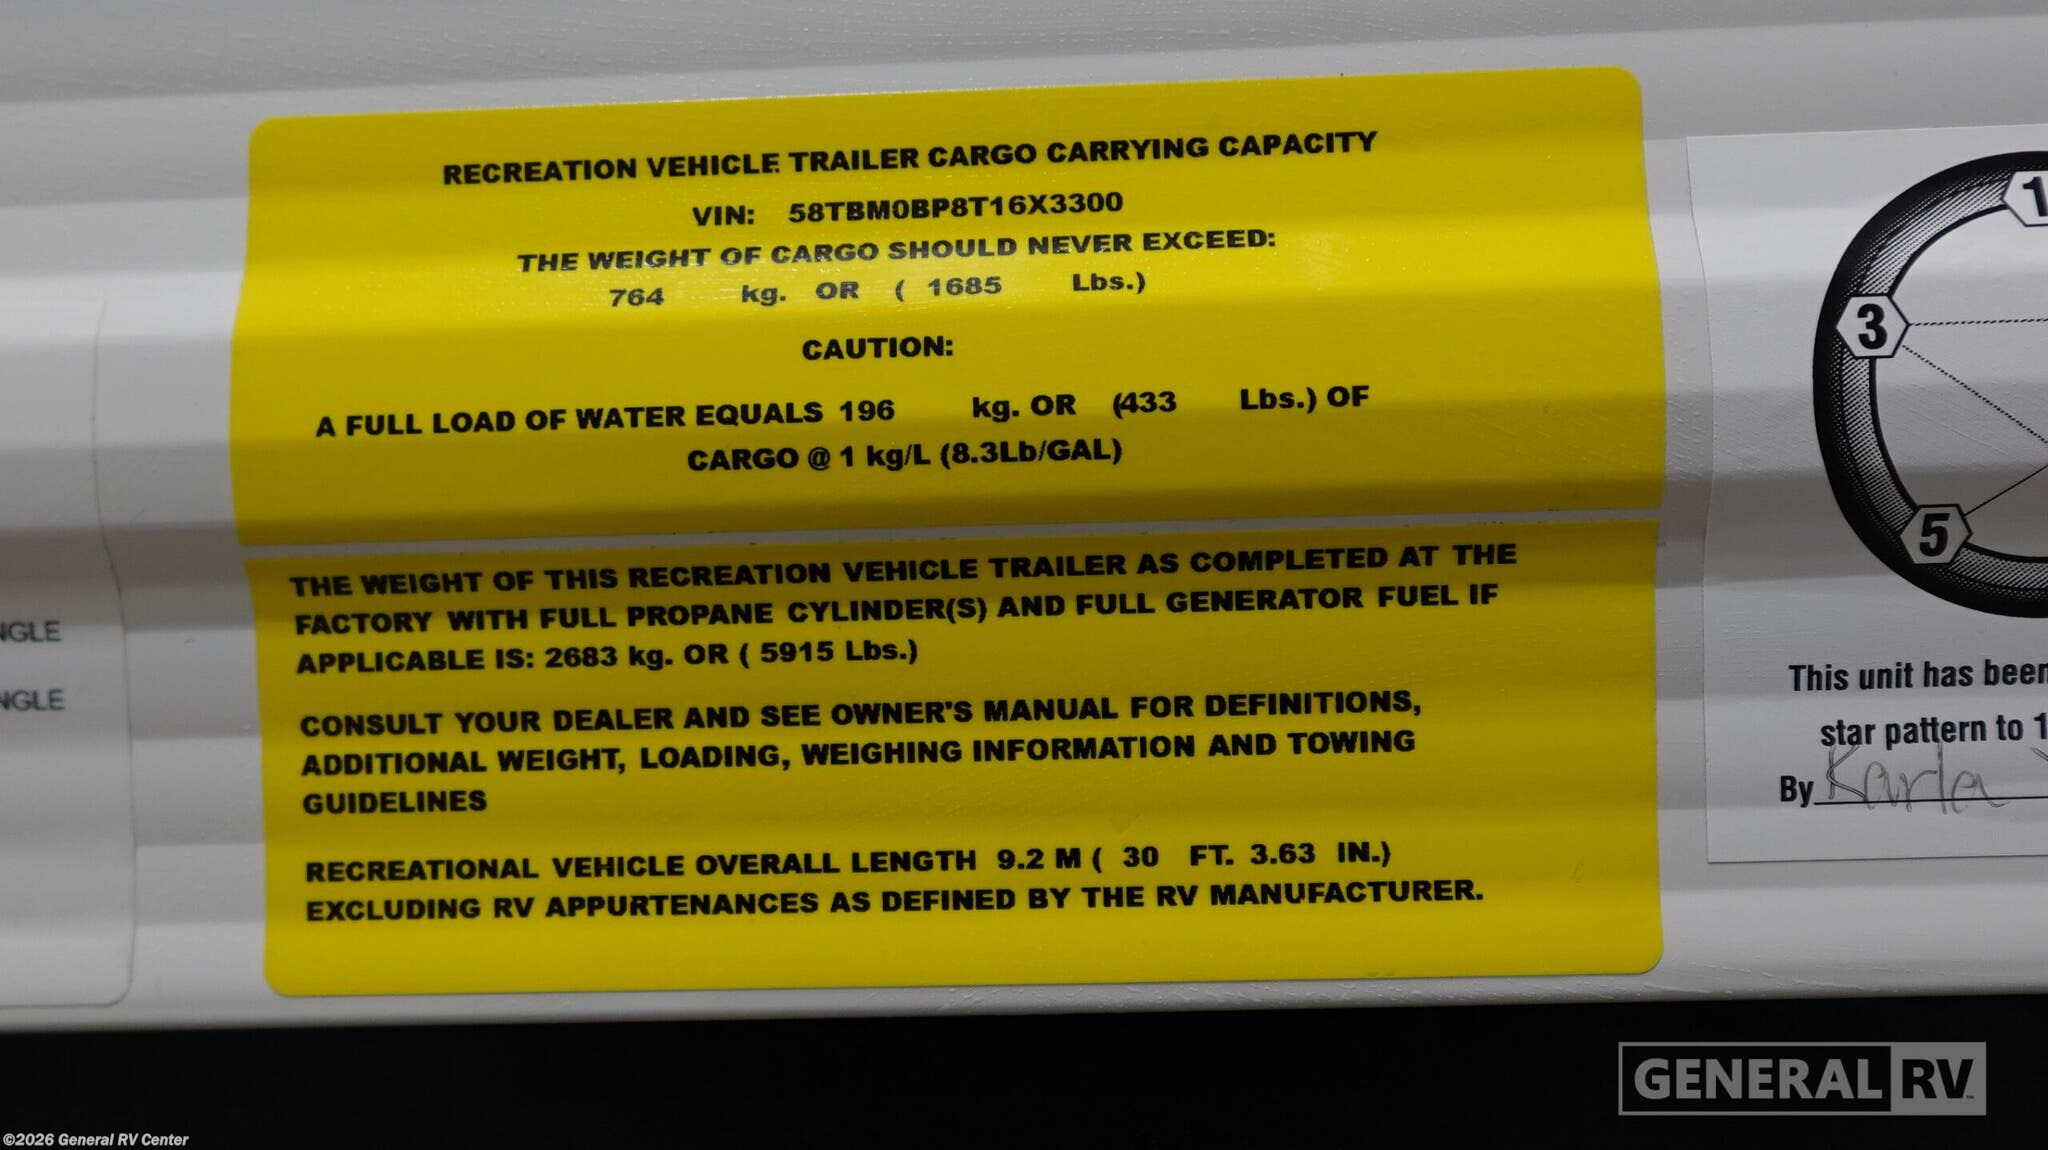 RECREATION VEHICLE TRAILER CARGO CARRYING CAPACITY
VIN: 58TBM0BP8T16X3300
THE WEIGHT OF CARGO SHOULD NEVER EXCEED:
764 kg. OR ( 1685 Lbs.)
CAUTION:
A FULL LOAD OF WATER EQUALS 196 kg. OR (433 Lbs.) OF
CARGO @ 1 kg/L (8.3Lb/GAL)
THE WEIGHT OF THIS RECREATION VEHICLE TRAILER AS COMPLETED AT THE
FACTORY WITH FULL PROPANE CYLINDER(S) AND FULL GENERATOR FUEL IF
APPLICABLE IS: 2683 kg. OR ( 5915 Lbs.)
CONSULT YOUR DEALER AND SEE OWNER'S MANUAL FOR DEFINITIONS,
ADDITIONAL WEIGHT, LOADING, WEIGHING INFORMATION AND TOWING
GUIDELINES
RECREATIONAL VEHICLE OVERALL LENGTH 9.2 M ( 30 FT. 3.63 IN.)
EXCLUDING RV APPURTENANCES AS DEFINED BY THE RV MANUFACTURER.
NGLE
NGLE
1
3
5
This unit has been
star pattern to 1
By Karla
GENERAL RV
©2026 General RV Center